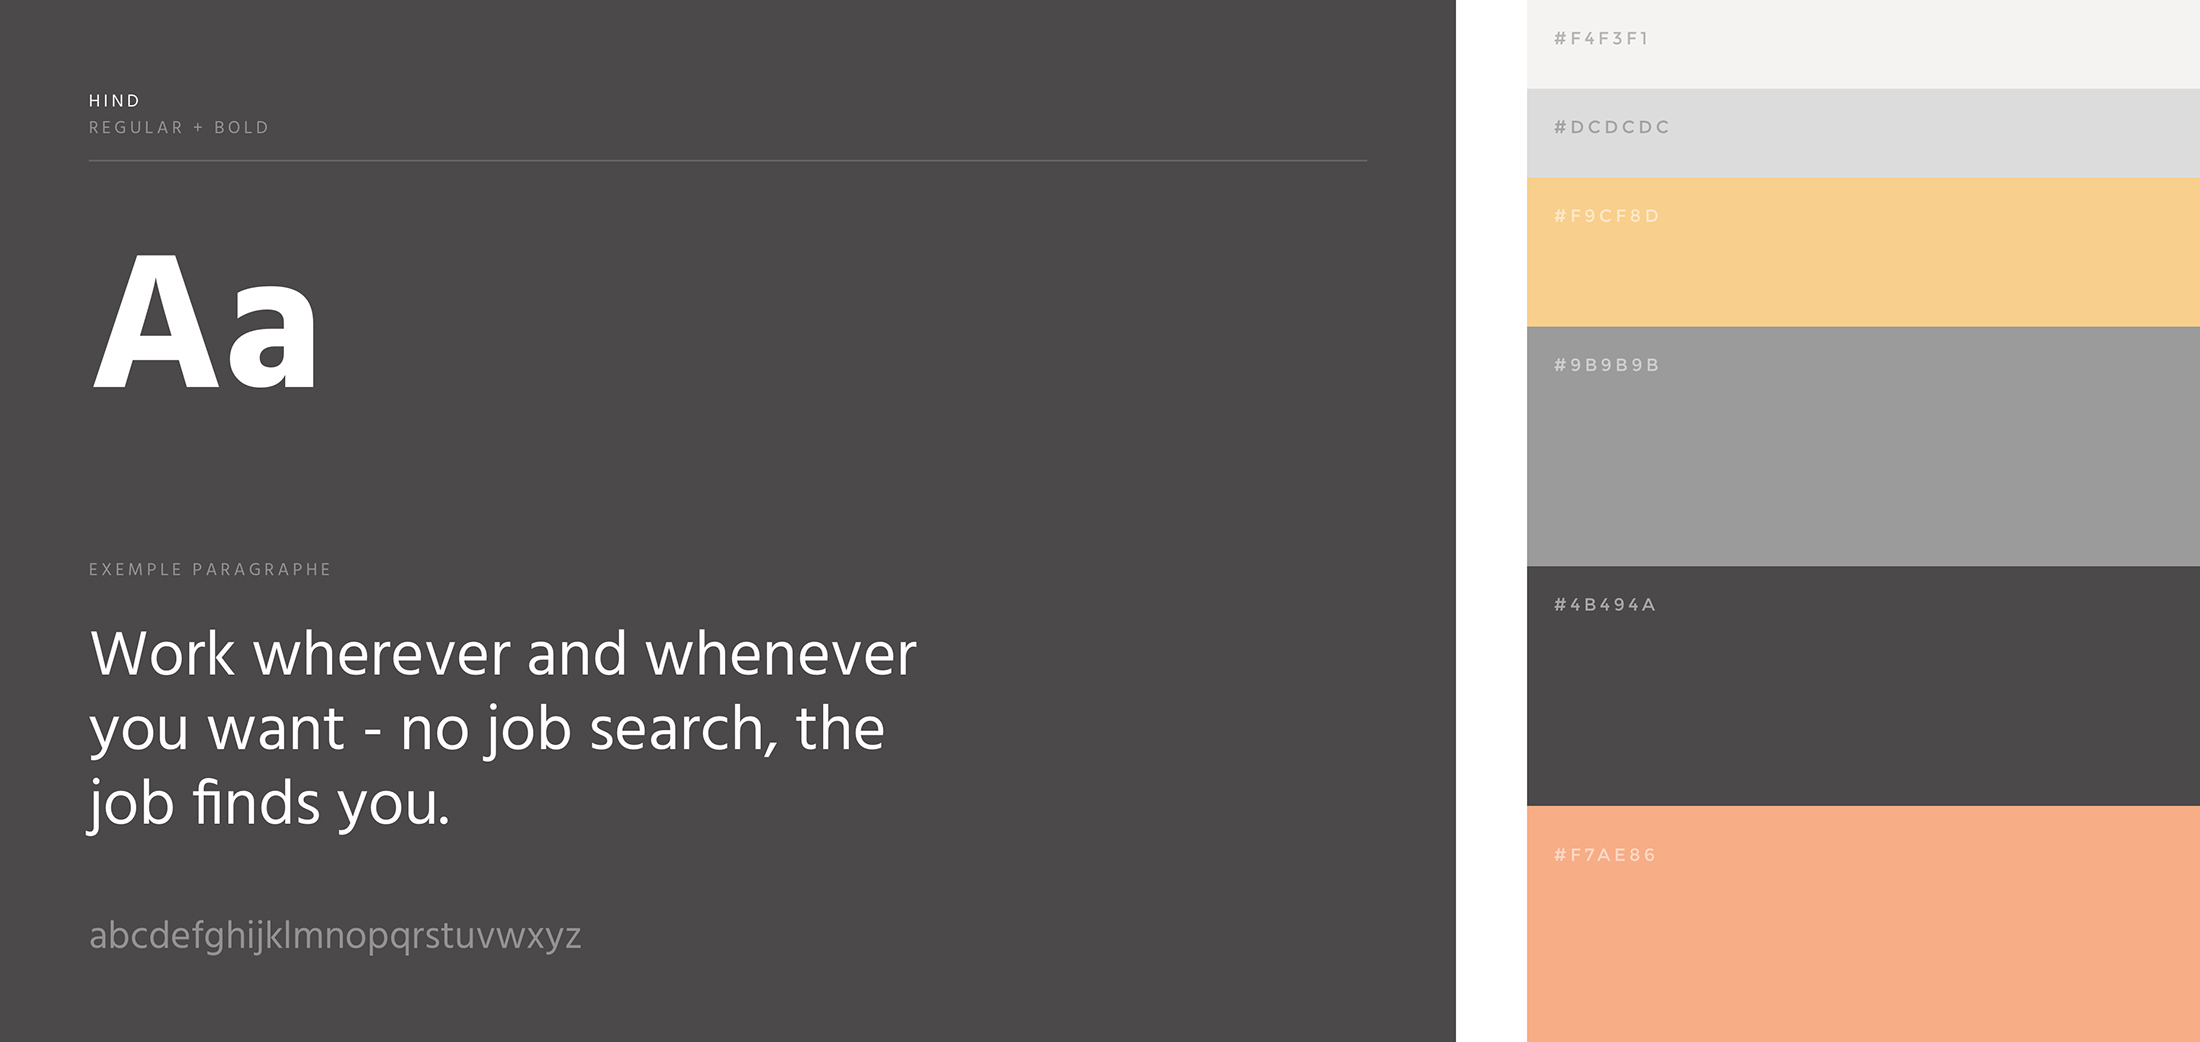 HIND
REGULAR + BOLD
Aa
EXEMPLE PARAGRAPHE
Work wherever and whenever
you want - no job search, the
job finds you.
abcdefghijklmnopqrstuvwxyz
#F4F3F1
#DCDCDC
#F9CF8D
#9B9B9B
#4B494A
#F7AE86